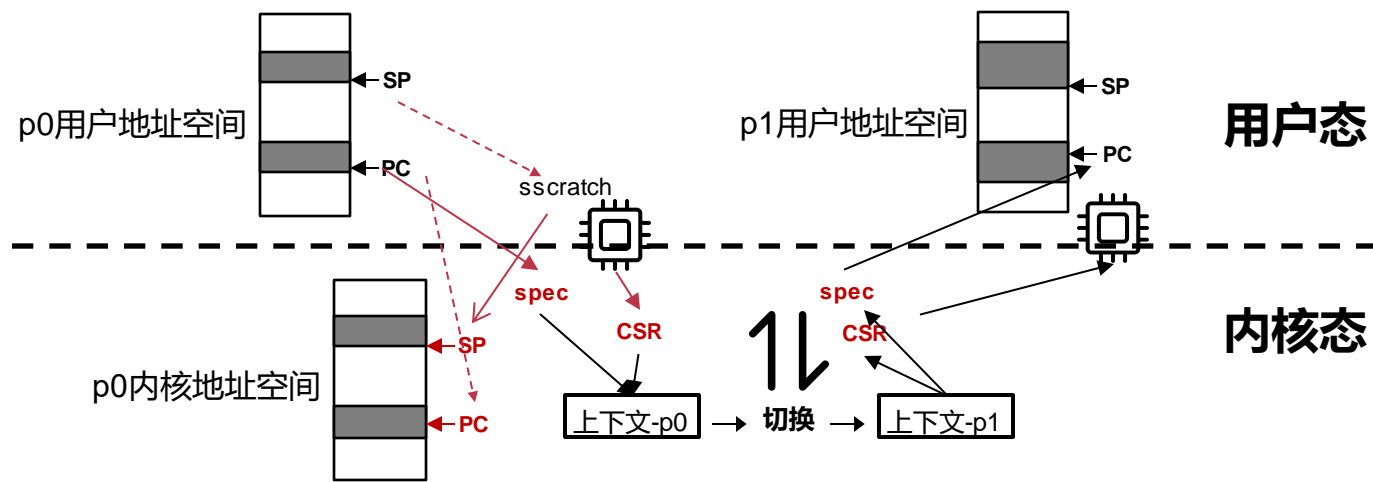 SP
p0用户地址空间
PC
sscratch
p1用户地址空间
SP
PC
用户态
spec
CSR
SP
p0内核地址空间
PC
上下文-p0
切换
spec
CSR
上下文-p1
内核态